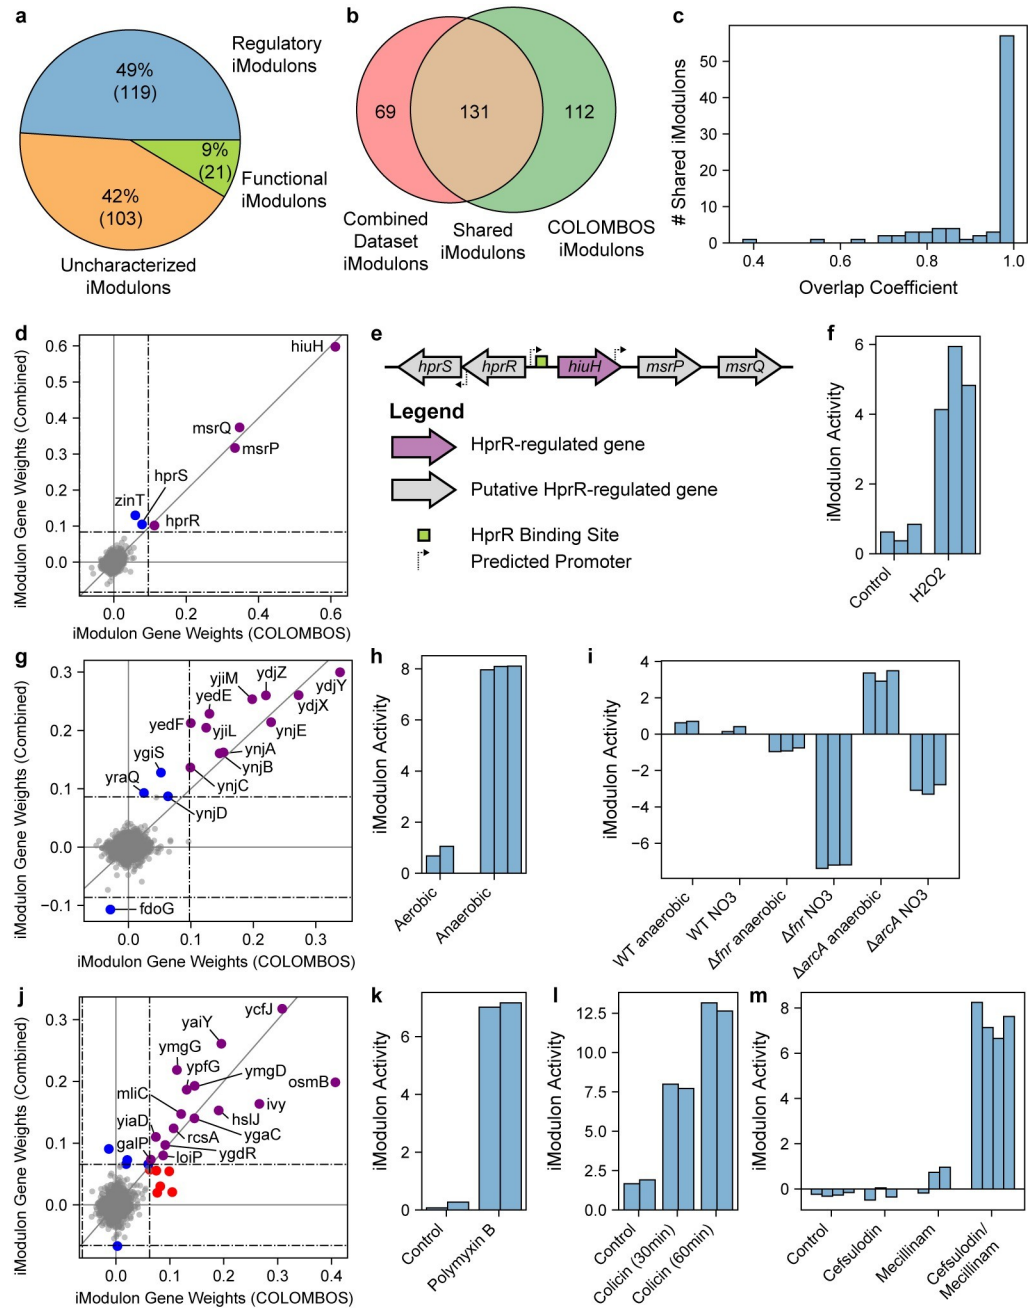 a
49%
(119)
Regulatory
iModulons
9%
(21)
Functional
iModulons
42%
(103)
Uncharacterized
iModulons
b
69
131
112
Combined
Dataset
iModulons
Shared
iModulons
COLOMBOS
iModulons
c
# Shared iModulons
50
40
30
20
10
0
0.4
0.6
0.8
1.0
Overlap Coefficient
d
iModulon Gene Weights (Combined)
0.6
0.5
0.4
0.3
0.2
0.1
0.0
hiuH
msrQ
msrP
hprS
zinT
hprR
0.0
0.2
0.4
0.6
iModulon Gene Weights (COLOMBOS)
e
hprS
hprR
hiuH
msrP
msrQ
Legend
HprR-regulated gene
Putative HprR-regulated gene
HprR Binding Site
Predicted Promoter
f
iModulon Activity
6
4
2
0
Control
H2O2
g
iModulon Gene Weights (Combined)
0.3
0.2
0.1
0.0
−0.1
yjiM
ydjZ
ydjY
yedE
ydjX
yedF
yjiL
ynjE
ygiS
ynjA
ynjB
yraQ
ynjC
ynjD
fdoG
0.0
0.1
0.2
0.3
iModulon Gene Weights (COLOMBOS)
h
iModulon Activity
8
6
4
2
0
Aerobic
Anaerobic
i
iModulon Activity
4
2
0
−2
−4
−6
WT anaerobic
WT NO3
Δfnr anaerobic
Δfnr NO3
ΔarcA anaerobic
ΔarcA NO3
j
iModulon Gene Weights (Combined)
0.3
0.2
0.1
0.0
ycfJ
yaiY
ymgG
ypfG
ymgD
osmB
mliC
ivy
hslJ
yiaD
ygaC
rcsA
galP
ygdR
loiP
0.0
0.1
0.2
0.3
0.4
iModulon Gene Weights (COLOMBOS)
k
iModulon Activity
6
4
2
0
Control
Polymyxin B
l
iModulon Activity
12.5
10.0
7.5
5.0
2.5
0.0
Control
Colicin (30min)
Colicin (60min)
m
iModulon Activity
8
6
4
2
0
Control
Cefsulodin
Mecillinam
Cefsulodin/
Mecillinam